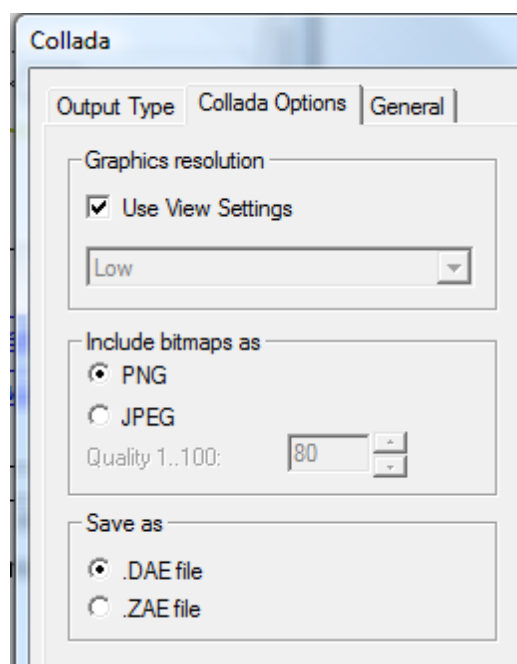 Collada
Output Type Collada Options General
Graphics resolution
Use View Settings
Low
Include bitmaps as
PNG
JPEG
Quality 1..100: 80
Save as
.DAE file
.ZAE file